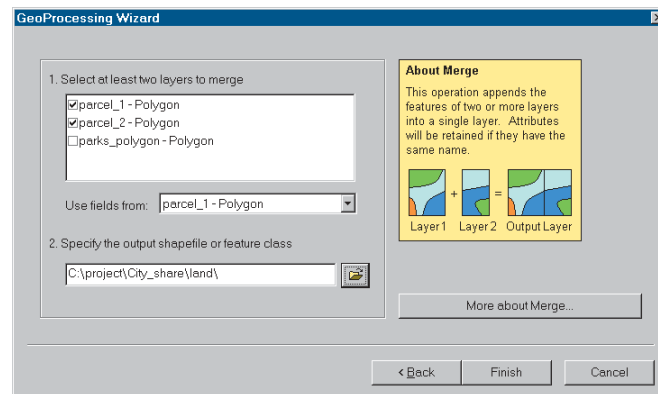 GeoProcessing Wizard
1. Select at least two layers to merge
parcel_1 - Polygon
parcel_2 - Polygon
parks_polygon - Polygon
Use fields from: parcel_1 - Polygon
2. Specify the output shapefile or feature class
C:\project\City_share\land\
About Merge
This operation appends the
features of two or more layers
into a single layer. Attributes
will be retained if they have the
same name.
+ =
Layer1 Layer2 Output Layer
More about Merge...
< Back Finish Cancel